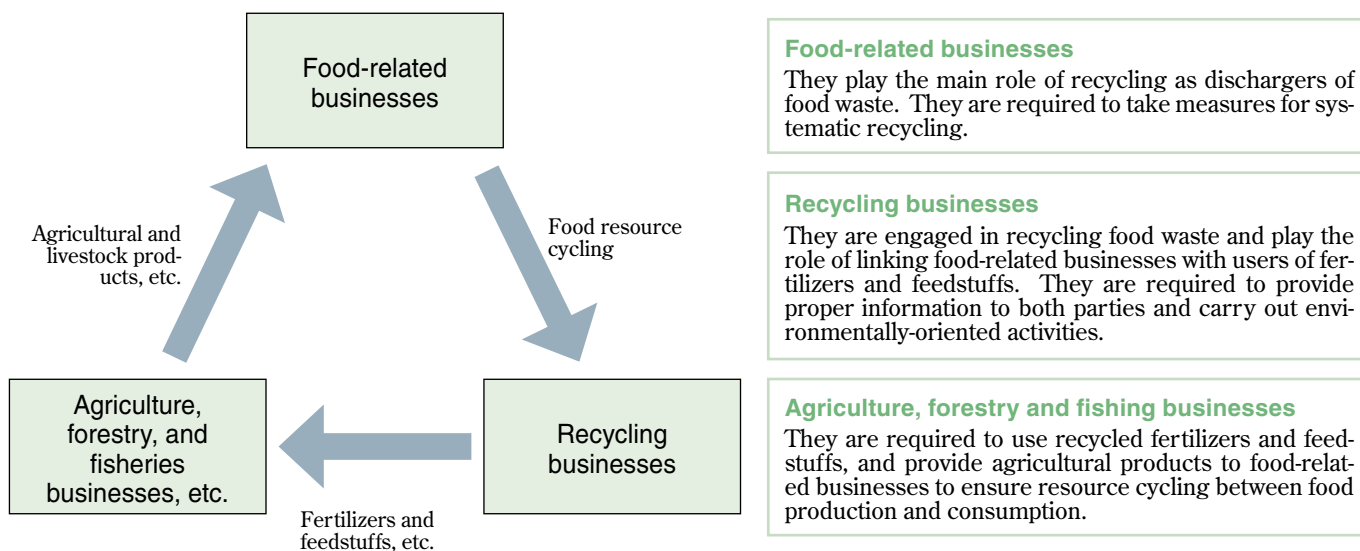 Food-related
businesses
Agricultural and
livestock prod-
ucts, etc.
Food resource
cycling
Agriculture,
forestry, and
fisheries
businesses, etc.
Recycling
businesses
Fertilizers and
feedstuffs, etc.
Food-related businesses
They play the main role of recycling as dischargers of
food waste. They are required to take measures for sys-
tematic recycling.
Recycling businesses
They are engaged in recycling food waste and play the
role of linking food-related businesses with users of fer-
tilizers and feedstuffs. They are required to provide
proper information to both parties and carry out envi-
ronmentally-oriented activities.
Agriculture, forestry and fishing businesses
They are required to use recycled fertilizers and feed-
stuffs, and provide agricultural products to food-relat-
ed businesses to ensure resource cycling between food
production and consumption.